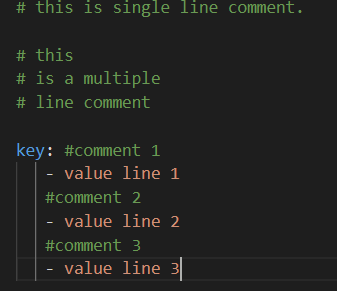 # this is single line comment.

# this
# is a multiple
# line comment

key: #comment 1
   - value line 1
   #comment 2
   - value line 2
   #comment 3
   - value line 3